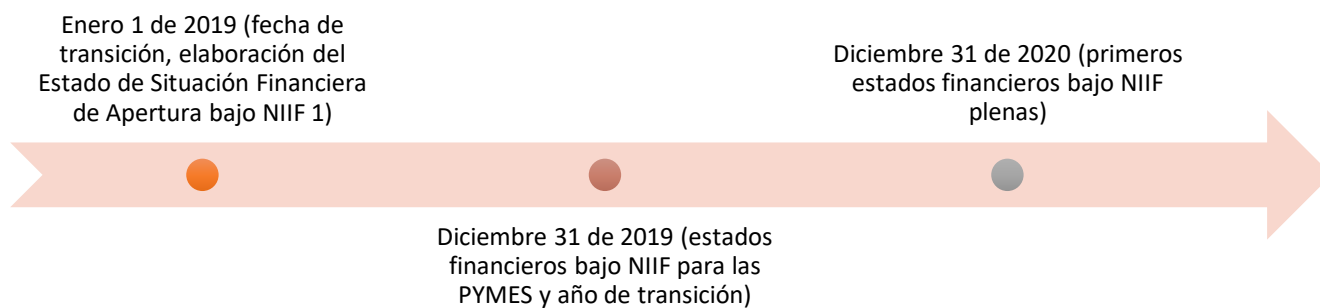 Enero 1 de 2019 (fecha de
transición, elaboración del
Estado de Situación Financiera
de Apertura bajo NIIF 1)
Diciembre 31 de 2019 (estados
financieros bajo NIIF para las
PYMES y año de transición)
Diciembre 31 de 2020 (primeros
estados financieros bajo NIIF
plenas)